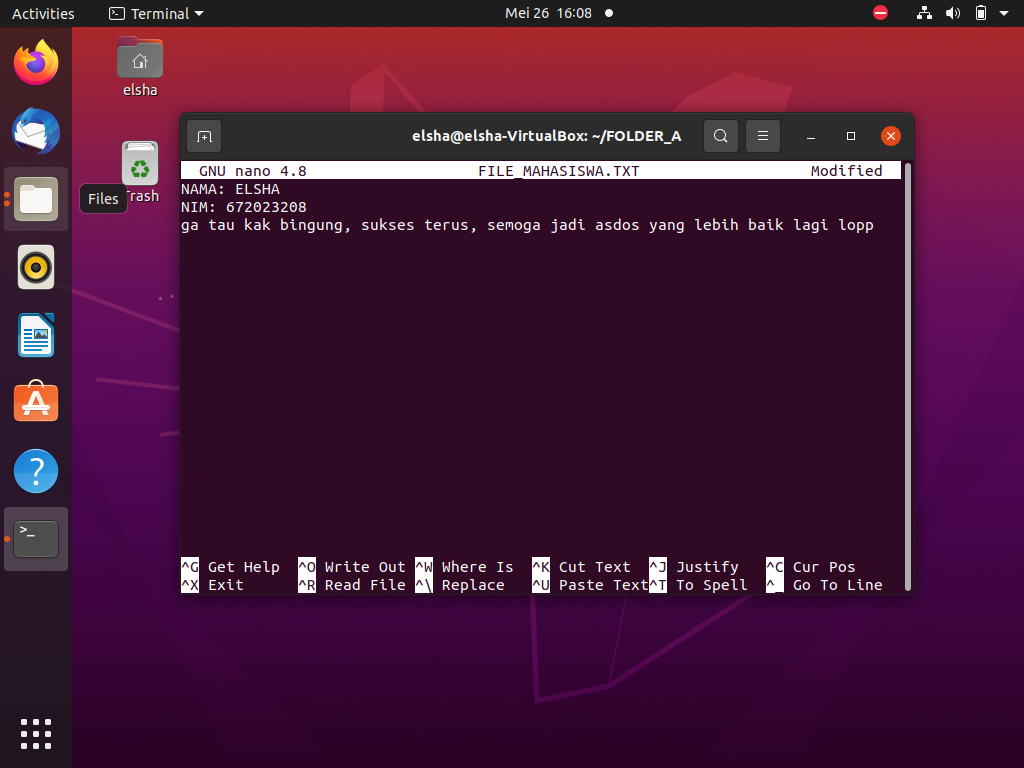 Activities
Terminal
Mei 26 16:08
elsha
Trash
Files
elsha@elsha-VirtualBox: ~/FOLDER_A
GNU nano 4.8 FILE_MAHASISWA.TXT Modified
NAMA: ELSHA
NIM: 672023208
ga tau kak bingung, sukses terus, semoga jadi asdos yang lebih baik lagi lopp
^G Get Help ^O Write Out ^W Where Is ^K Cut Text ^J Justify ^C Cur Pos
^X Exit ^R Read File ^\ Replace ^U Paste Text ^T To Spell ^_ Go To Line